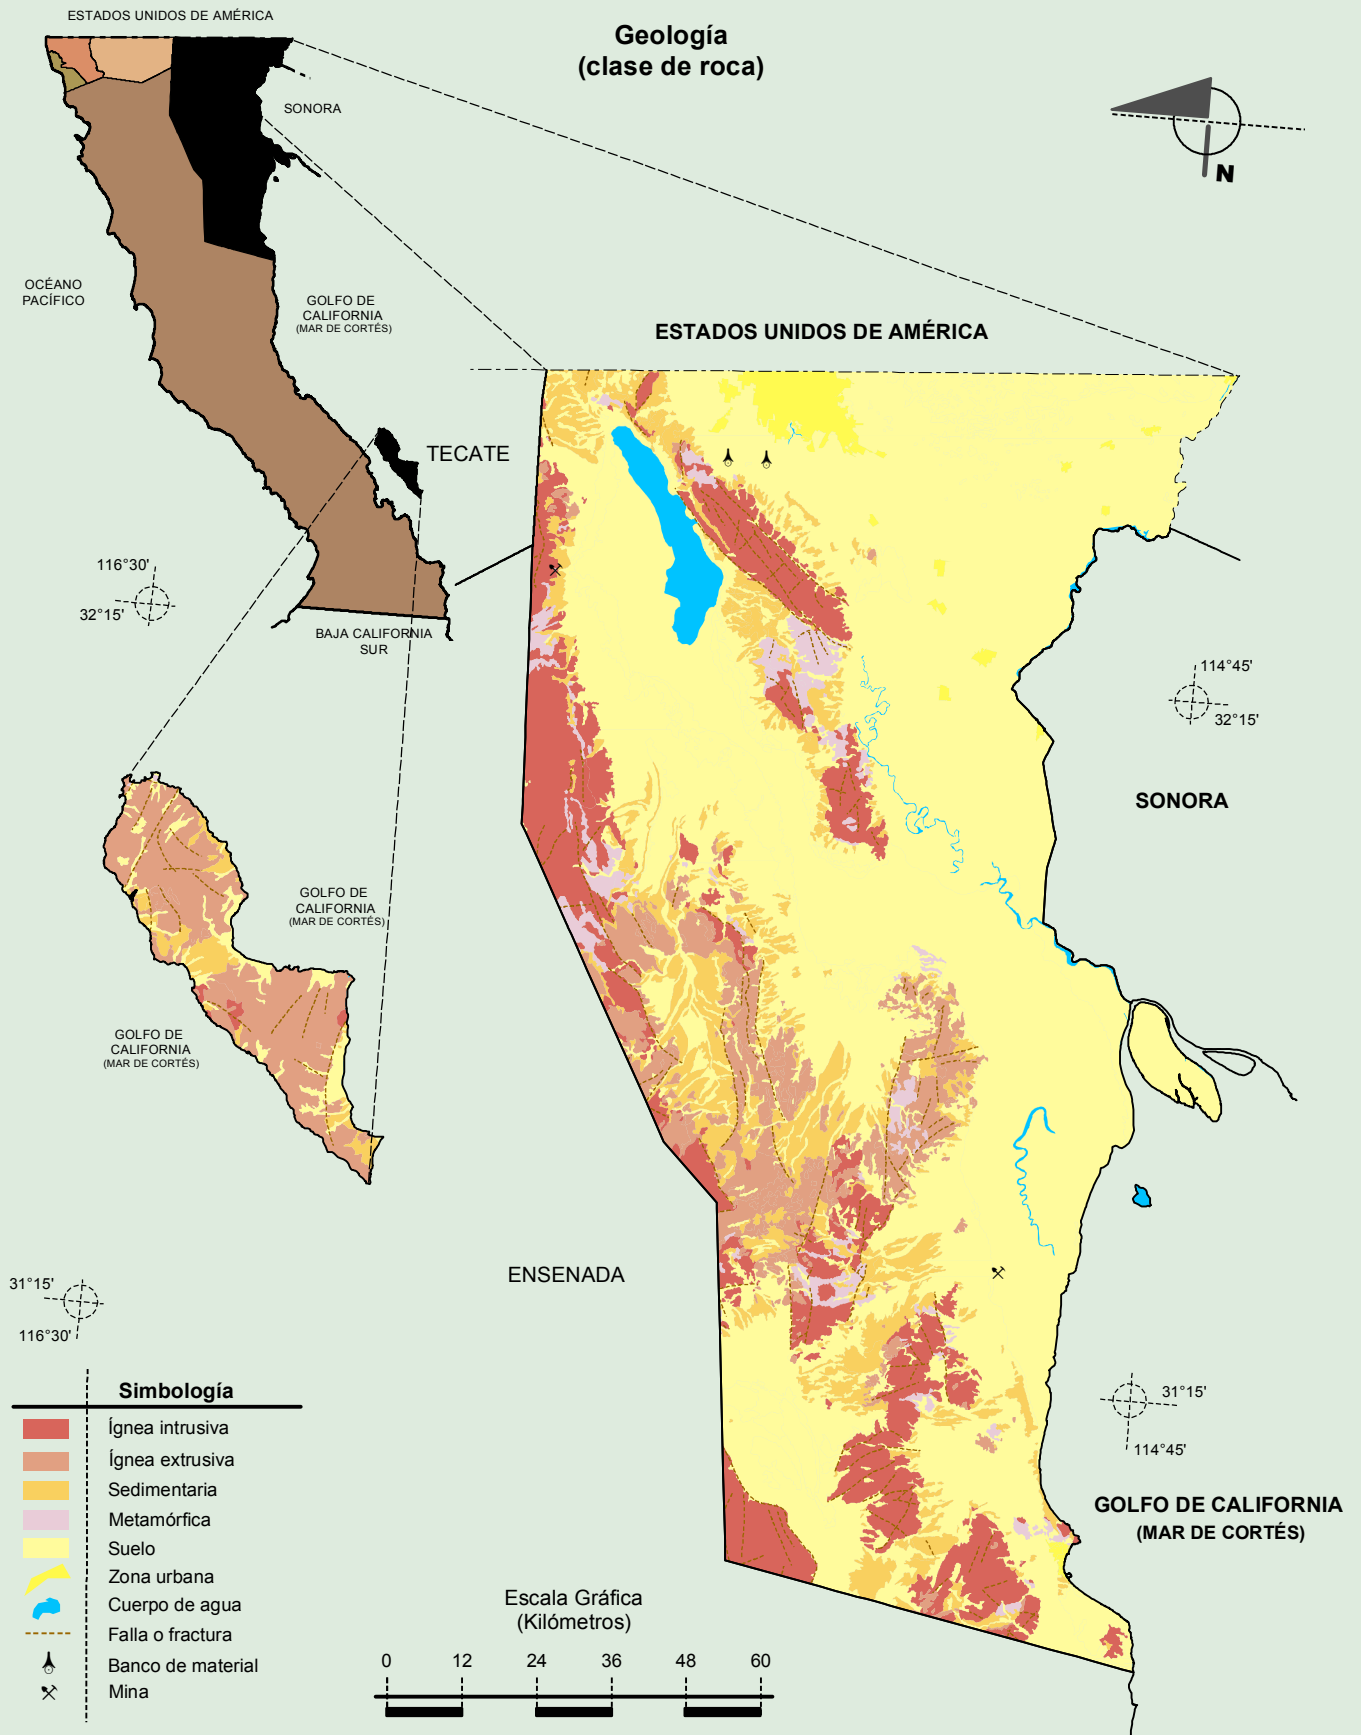 ESTADOS UNIDOS DE AMÉRICA
Geología
(clase de roca)
SONORA
N
OCÉANO
PACÍFICO
GOLFO DE
CALIFORNIA
(MAR DE CORTÉS)
ESTADOS UNIDOS DE AMÉRICA
TECATE
116°30'
32°15'
BAJA CALIFORNIA
SUR
114°45'
32°15'
SONORA
GOLFO DE
CALIFORNIA
(MAR DE CORTÉS)
GOLFO DE
CALIFORNIA
(MAR DE CORTÉS)
ENSENADA
31°15'
116°30'
31°15'
114°45'
GOLFO DE CALIFORNIA
(MAR DE CORTÉS)
Simbología
Ígnea intrusiva
Ígnea extrusiva
Sedimentaria
Metamórfica
Suelo
Zona urbana
Cuerpo de agua
Falla o fractura
Banco de material
Mina
Escala Gráfica
(Kilómetros)
0 12 24 36 48 60